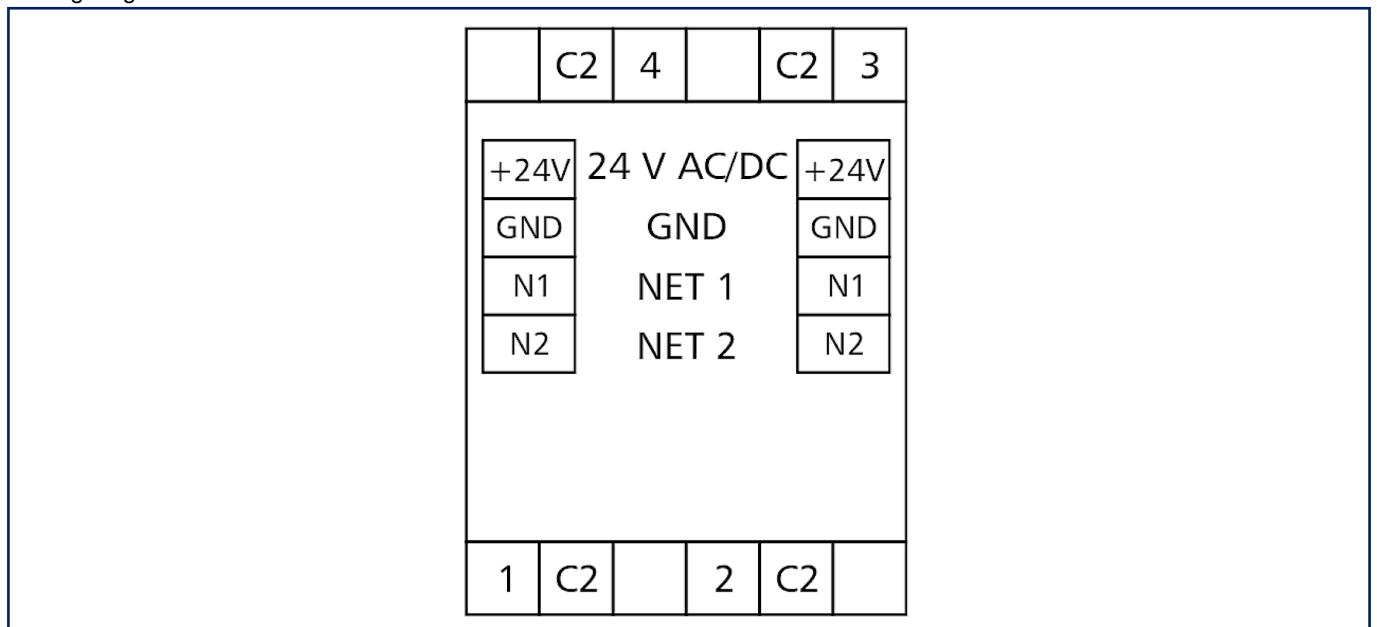 C2 4 C2 3
+24V 24 V AC/DC +24V
GND GND GND
N1 NET 1 N1
N2 NET 2 N2
1 C2 2 C2